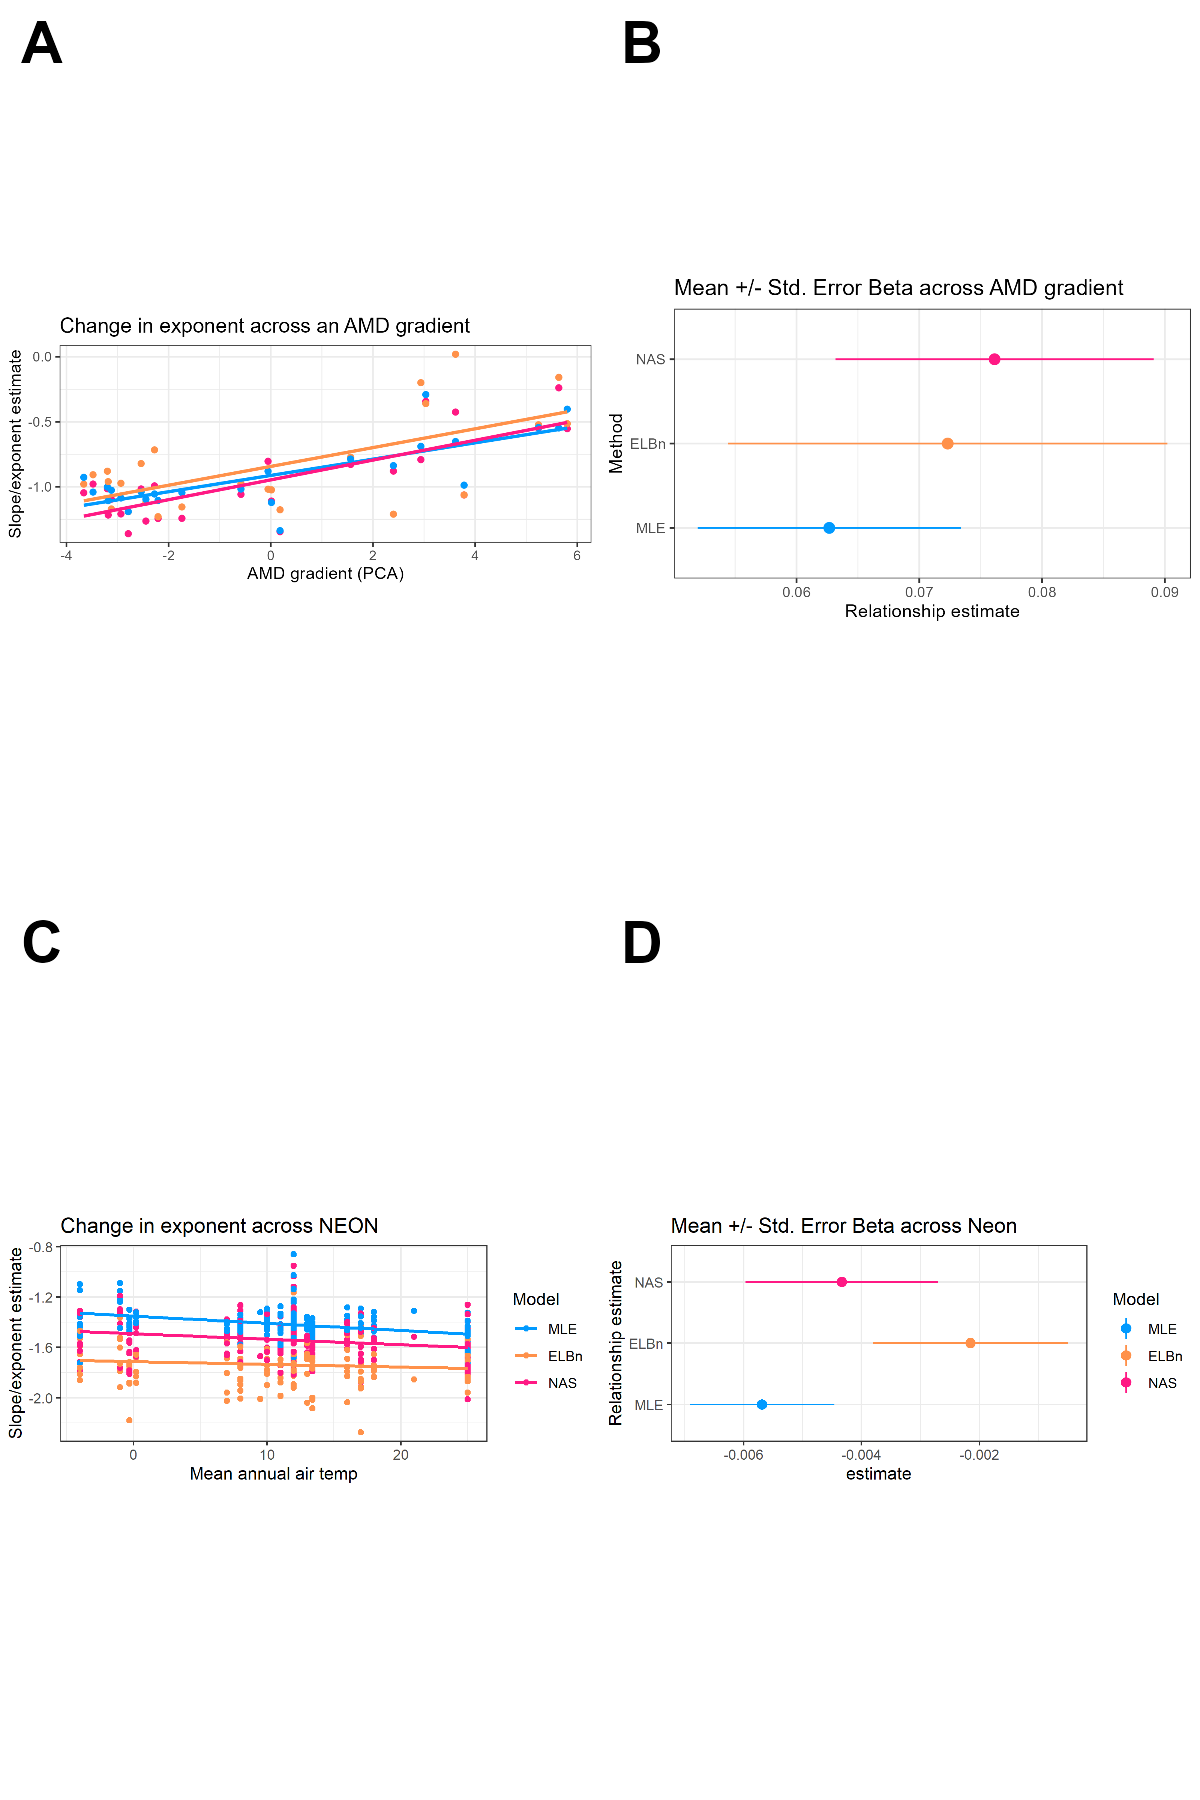 A
B
Change in exponent across an AMD gradient
Slope/exponent estimate
0.0
-0.5
-1.0
-4
-2
0
2
4
6
AMD gradient (PCA)
Mean +/- Std. Error Beta across AMD gradient
Method
NAS
ELBn
MLE
0.06
0.07
0.08
0.09
Relationship estimate
C
D
Change in exponent across NEON
Slope/exponent estimate
-0.8
-1.2
-1.6
-2.0
0
10
20
Mean annual air temp
Model
MLE
ELBn
NAS
Mean +/- Std. Error Beta across Neon
Relationship estimate
NAS
ELBn
MLE
-0.006
-0.004
-0.002
estimate
Model
MLE
ELBn
NAS